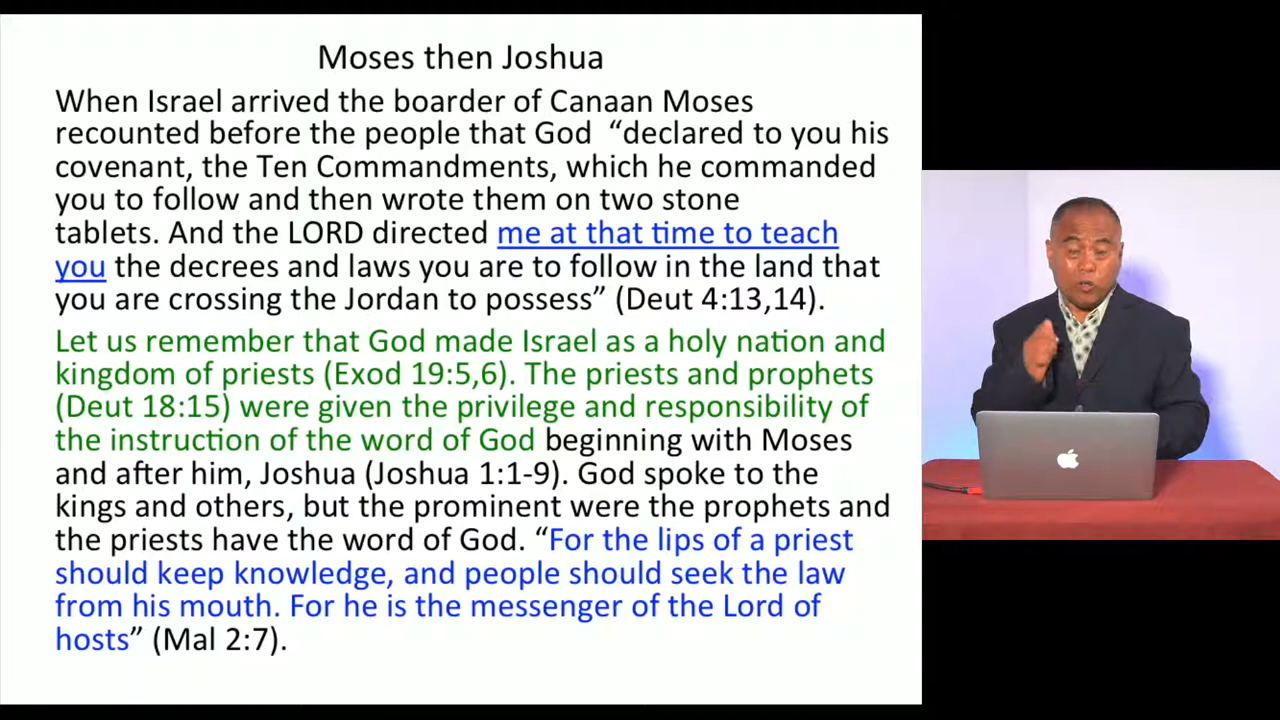 Moses then Joshua
When Israel arrived the boarder of Canaan Moses
recounted before the people that God “declared to you his
covenant, the Ten Commandments, which he commanded
you to follow and then wrote them on two stone
tablets. And the LORD directed me at that time to teach
you the decrees and laws you are to follow in the land that
you are crossing the Jordan to possess” (Deut 4:13,14).
Let us remember that God made Israel as a holy nation and
kingdom of priests (Exod 19:5,6). The priests and prophets
(Deut 18:15) were given the privilege and responsibility of
the instruction of the word of God beginning with Moses
and after him, Joshua (Joshua 1:1-9). God spoke to the
kings and others, but the prominent were the prophets and
the priests have the word of God. “For the lips of a priest
should keep knowledge, and people should seek the law
from his mouth. For he is the messenger of the Lord of
hosts” (Mal 2:7).